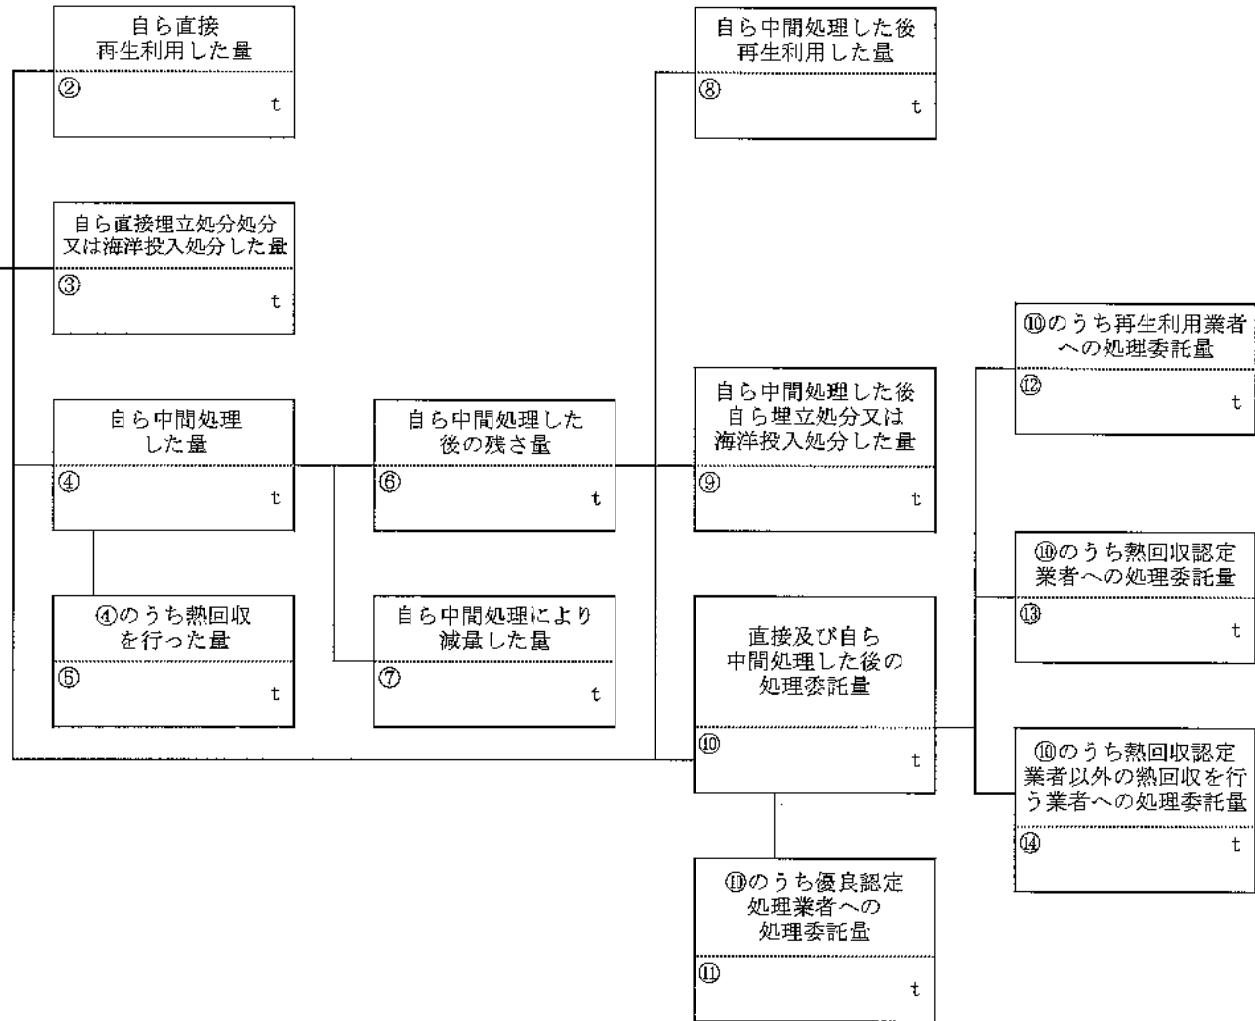 自ら直接
再生利用した量
②
t
自ら中間処理した後
再生利用した量
⑧
t
自ら直接埋立処分処分
又は海洋投入処分した量
③
t
⑩のうち再生利用業者
への処理委託量
⑫
t
自ら中間処理
した量
④
t
自ら中間処理した
後の残さ量
⑥
t
自ら中間処理した後
自ら埋立処分又は
海洋投入処分した量
⑨
t
⑩のうち熱回収認定
業者への処理委託量
⑬
t
④のうち熱回収
を行った量
⑤
t
自ら中間処理により
減量した量
⑦
t
直接及び自ら
中間処理した後の
処理委託量
⑩
t
⑩のうち熱回収認定
業者以外の熱回収を行
う業者への処理委託量
⑭
t
⑩のうち優良認定
処理業者への
処理委託量
⑪
t